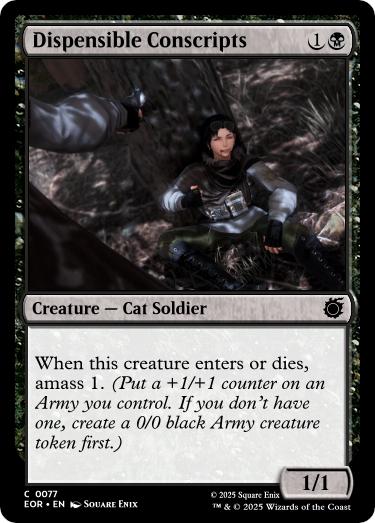 Dispensible Conscripts 1
Creature — Cat Soldier
When this creature enters or dies,
amass 1. (Put a +1/+1 counter on an
Army you control. If you don't have
one, create a 0/0 black Army creature
token first.)
1/1
C 0077
EOR • EN SQUARE ENIX
© 2025 Square Enix
™ & © 2025 Wizards of the Coast